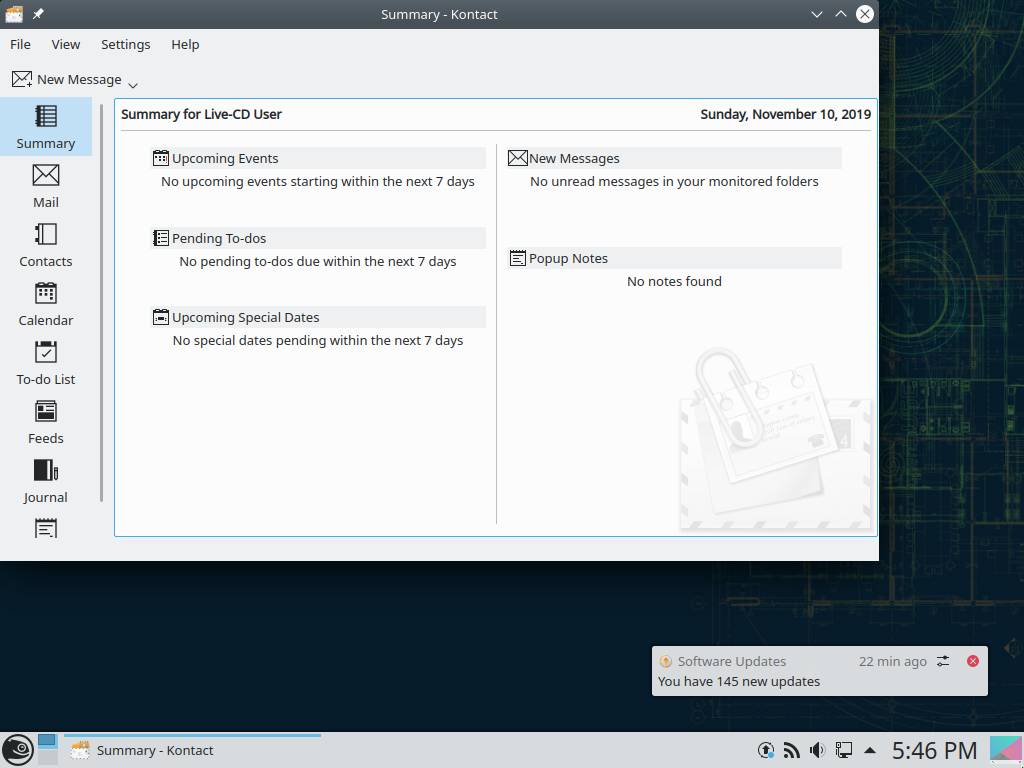 Summary - Kontact
File View Settings Help
New Message
Summary
Mail
Contacts
Calendar
To-do List
Feeds
Journal
Summary for Live-CD User
Sunday, November 10, 2019
Upcoming Events
No upcoming events starting within the next 7 days
Pending To-dos
No pending to-dos due within the next 7 days
Upcoming Special Dates
No special dates pending within the next 7 days
New Messages
No unread messages in your monitored folders
Popup Notes
No notes found
4
Software Updates 22 min ago
You have 145 new updates
Summary - Kontact
5:46 PM